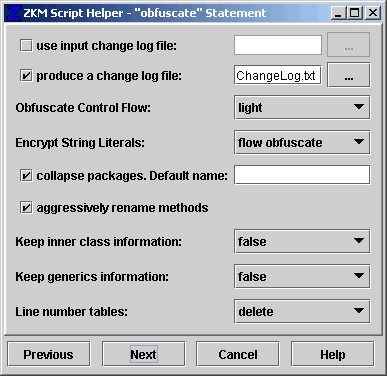 ZKM Script Helper - "obfuscate" Statement
use input change log file:
...
produce a change log file:
ChangeLog.txt
...
Obfuscate Control Flow:
light
Encrypt String Literals:
flow obfuscate
collapse packages. Default name:
aggressively rename methods
Keep inner class information:
false
Keep generics information:
false
Line number tables:
delete
Previous
Next
Cancel
Help